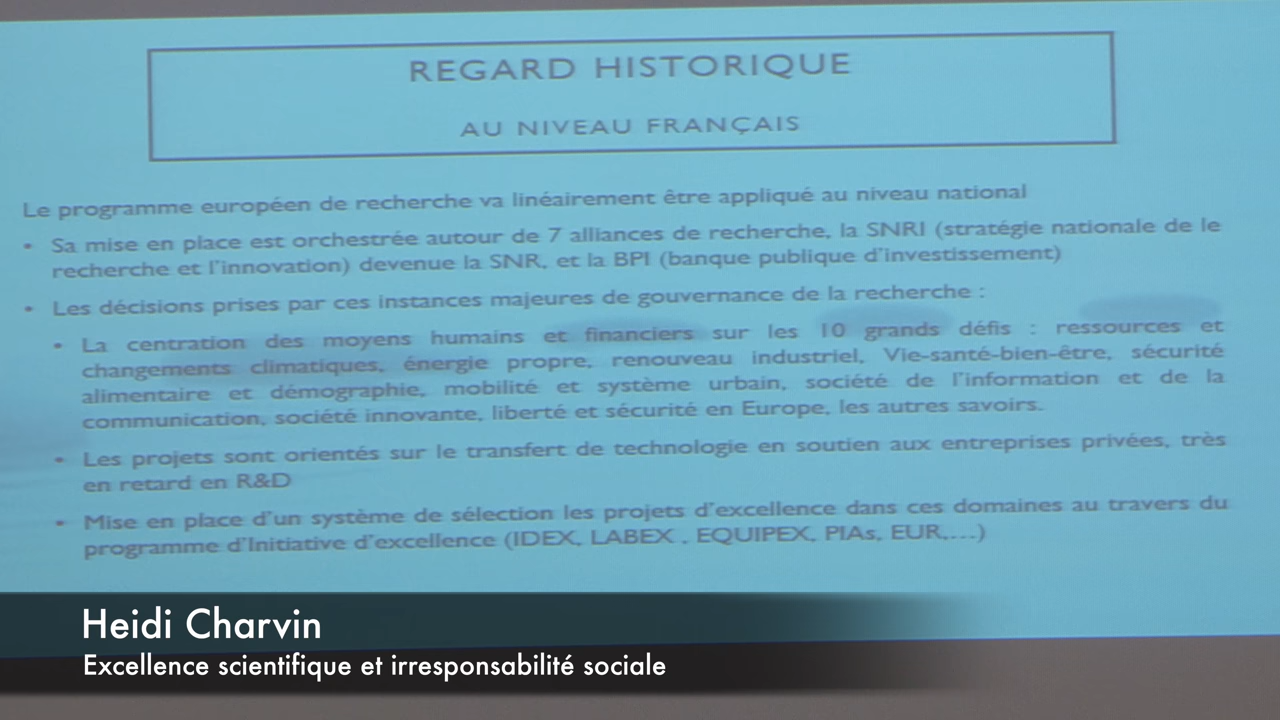 REGARD HISTORIQUE
AU NIVEAU FRANÇAIS
Le programme européen de recherche va linéairement être appliqué au niveau national
• Sa mise en place est orchestrée autour de 7 alliances de recherche, la SNRI (stratégie nationale de le
recherche et l'innovation) devenue la SNR, et la BPI (banque publique d'investissement)
• Les décisions prises par ces instances majeures de gouvernance de la recherche :
• La centration des moyens humains et financiers sur les 10 grands défis : ressources et
changements climatiques, énergie propre, renouveau industriel, Vie-santé-bien-être, sécurité
alimentaire et démographie, mobilité et système urbain, société de l'information et de la
communication, société innovante, liberté et sécurité en Europe, les autres savoirs.
• Les projets sont orientés sur le transfert de technologie en soutien aux entreprises privées, très
en retard en R&D
• Mise en place d'un système de sélection les projets d'excellence dans ces domaines au travers du
programme d'Initiative d'excellence (IDEX, LABEX , EQUIPEX, PIAs, EUR,...)
Heidi Charvin
Excellence scientifique et irresponsabilité sociale